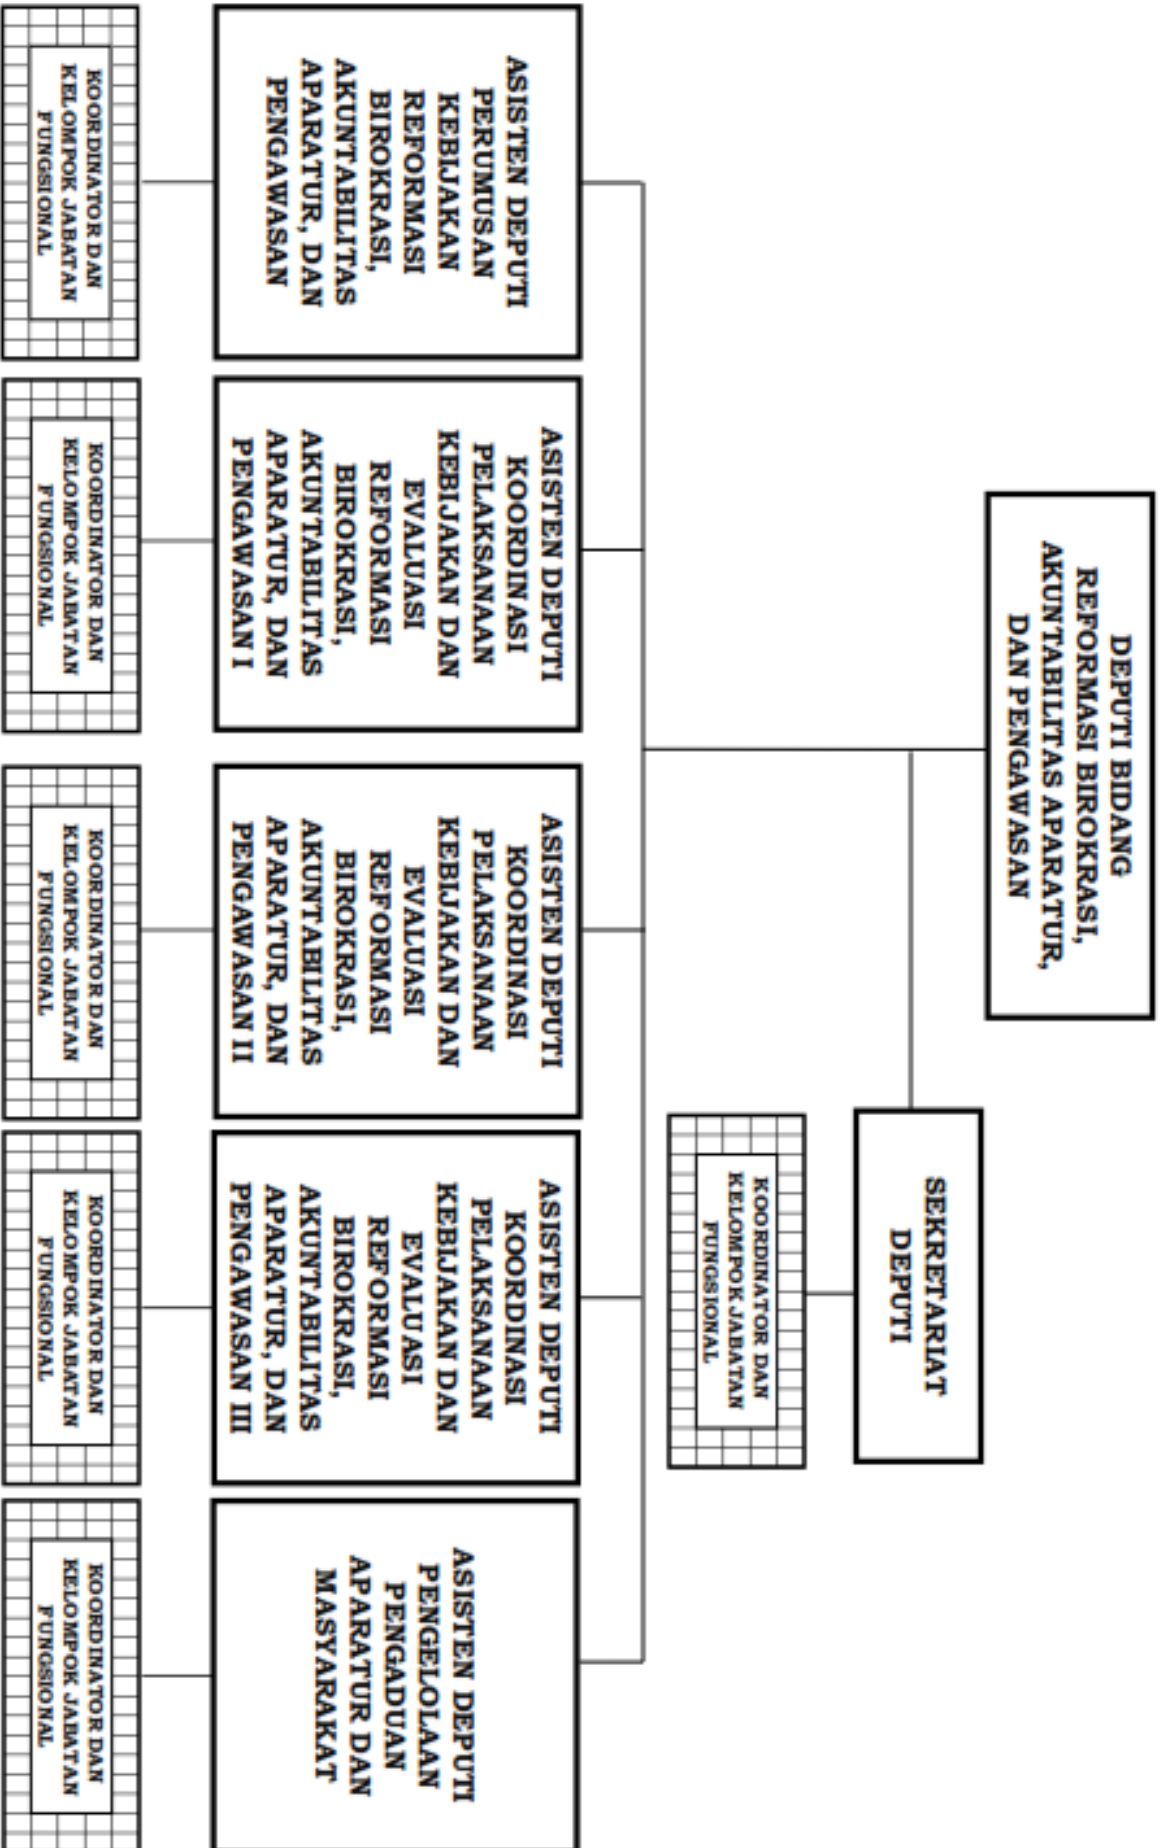 DEPUTI BIDANG
REFORMASI BIROKRASI,
AKUNTABILITAS APARATUR,
DAN PENGAWASAN
SEKRETARIAT
DEPUTI
KOORDINATOR DAN
KELOMPOK JABATAN
FUNGSIONAL
ASISTEN DEPUTI
PERUMUSAN
KEBIJAKAN
REFORMASI
BIROKRASI,
AKUNTABILITAS
APARATUR, DAN
PENGAWASAN
ASISTEN DEPUTI
KOORDINASI
PELAKSANAAN
KEBIJAKAN DAN
EVALUASI
REFORMASI
BIROKRASI,
AKUNTABILITAS
APARATUR, DAN
PENGAWASAN I
ASISTEN DEPUTI
KOORDINASI
PELAKSANAAN
KEBIJAKAN DAN
EVALUASI
REFORMASI
BIROKRASI,
AKUNTABILITAS
APARATUR, DAN
PENGAWASAN II
ASISTEN DEPUTI
KOORDINASI
PELAKSANAAN
KEBIJAKAN DAN
EVALUASI
REFORMASI
BIROKRASI,
AKUNTABILITAS
APARATUR, DAN
PENGAWASAN III
ASISTEN DEPUTI
PENGELOLAAN
PENGADUAN
APARATUR DAN
MASYARAKAT
KOORDINATOR DAN
KELOMPOK JABATAN
FUNGSIONAL
KOORDINATOR DAN
KELOMPOK JABATAN
FUNGSIONAL
KOORDINATOR DAN
KELOMPOK JABATAN
FUNGSIONAL
KOORDINATOR DAN
KELOMPOK JABATAN
FUNGSIONAL
KOORDINATOR DAN
KELOMPOK JABATAN
FUNGSIONAL